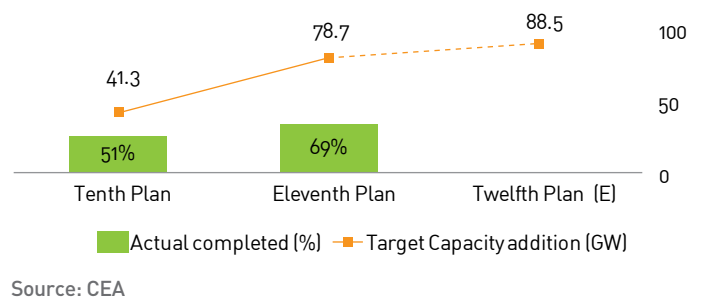 88.5
78.7
100
41.3
50
51%
69%
0
Tenth Plan
Eleventh Plan
Twelfth Plan (E)
Actual completed (%)
Target Capacity addition (GW)
Source: CEA